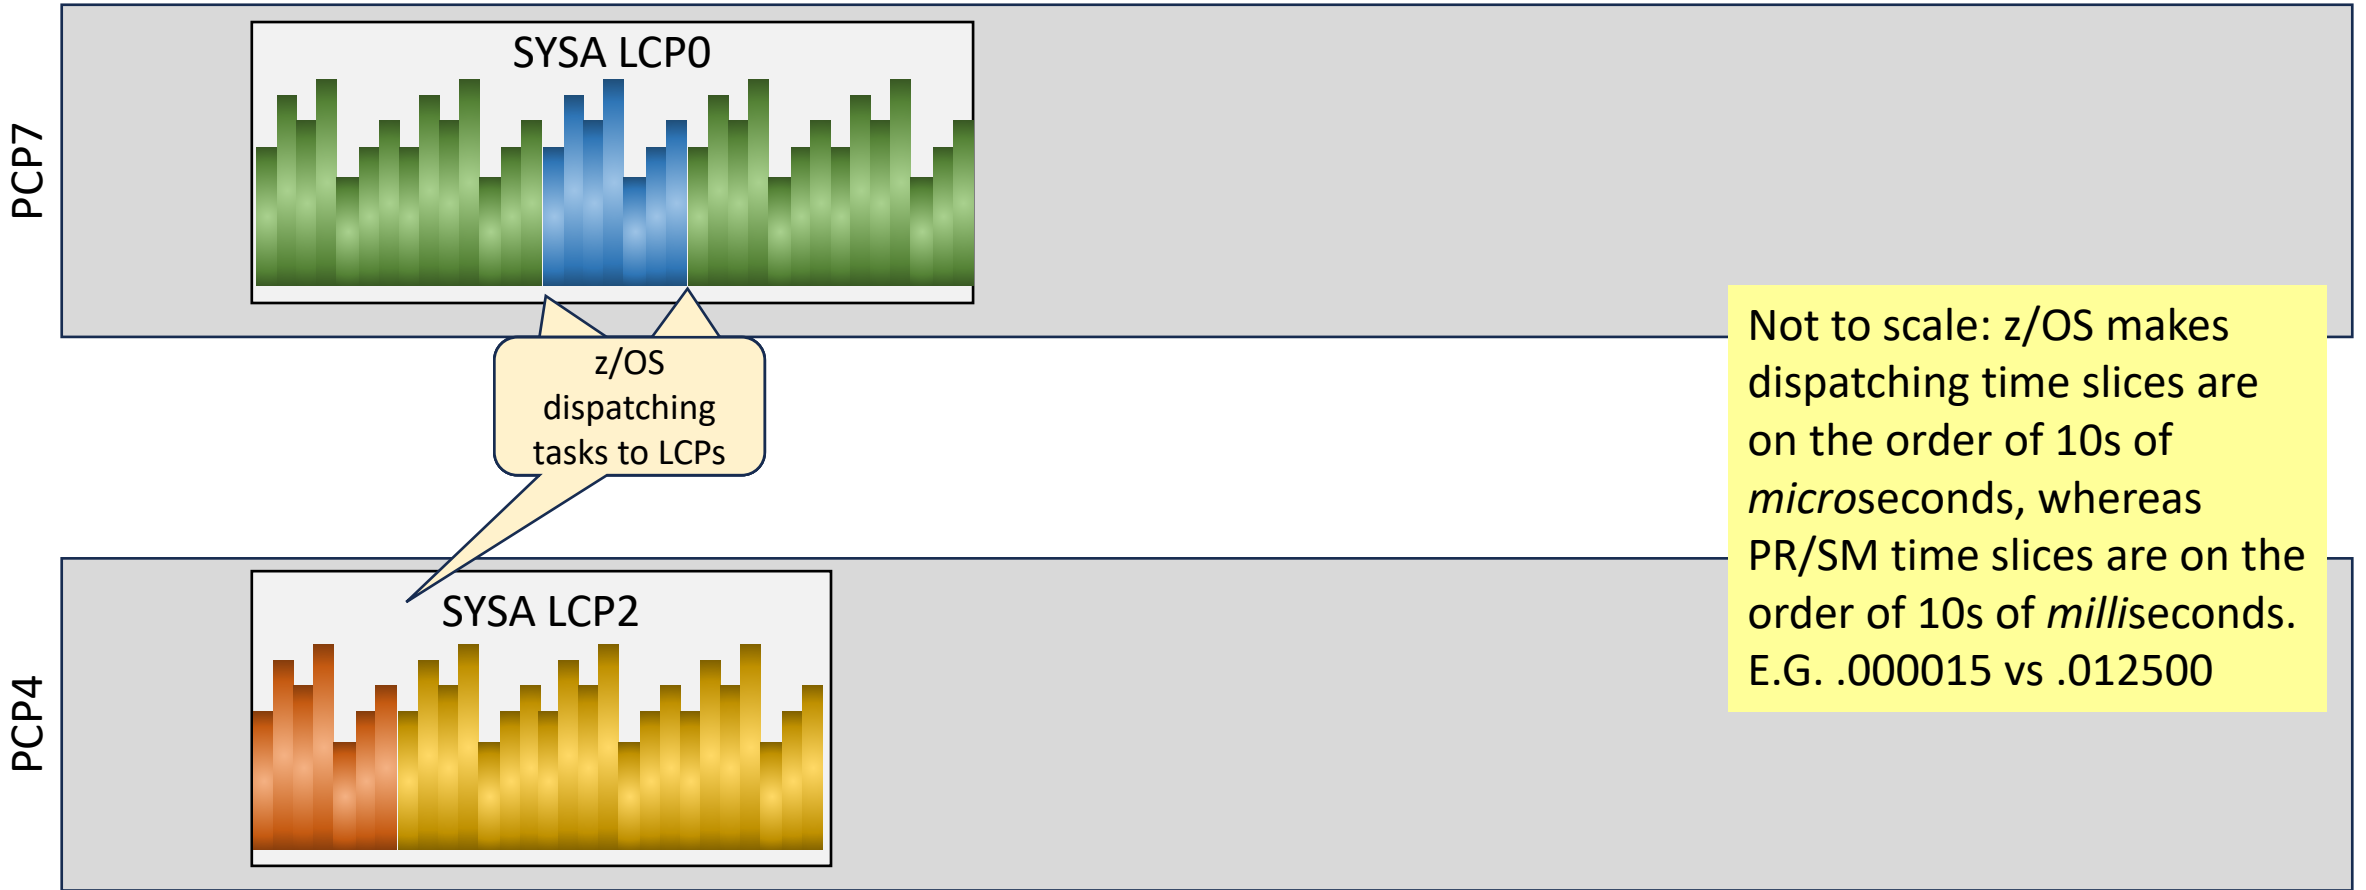 PCP7
SYSA LCP0
z/OS
dispatching
tasks to LCPs
Not to scale: z/OS makes
dispatching time slices are
on the order of 10s of
microseconds, whereas
PR/SM time slices are on the
order of 10s of milliseconds.
E.G. .000015 vs .012500
PCP4
SYSA LCP2